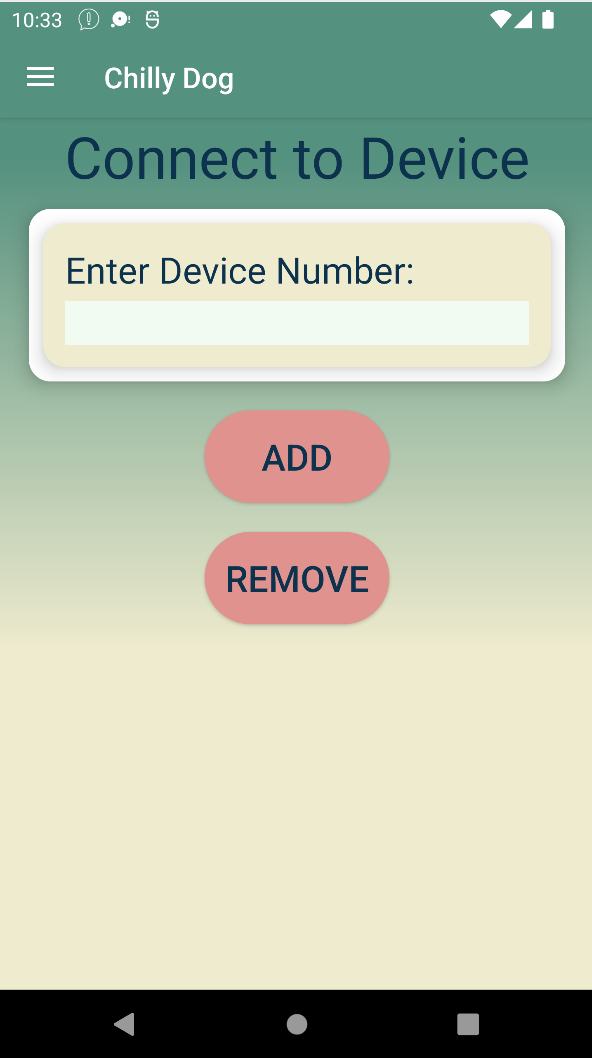 10:33
Chilly Dog
Connect to Device
Enter Device Number:
ADD
REMOVE